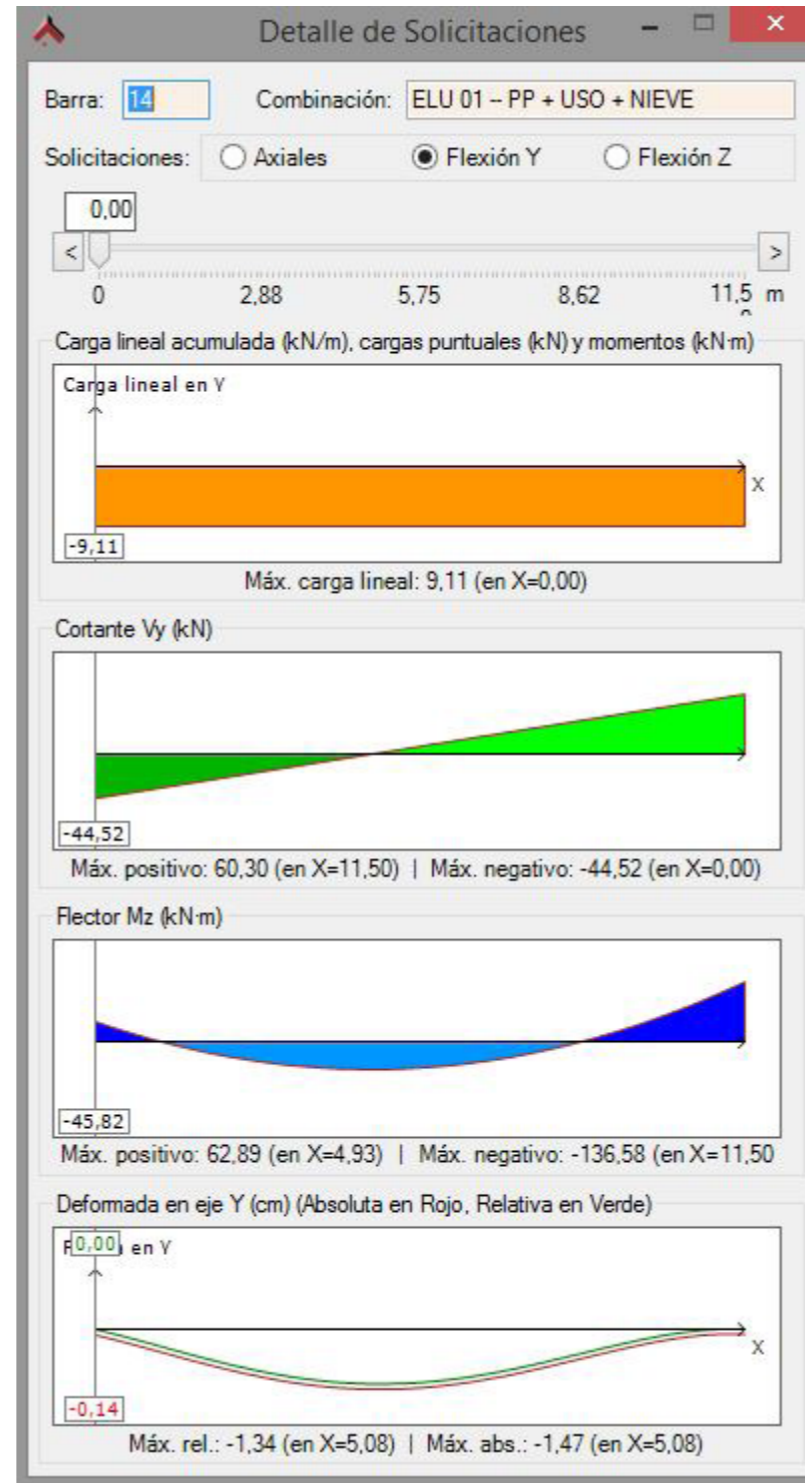 Detalle de Solicitaciones
Barra: 14 Combinación: ELU 01 -- PP + USO + NIEVE
Solicitaciones: Axiales Flexión Y Flexión Z
0,00
< >
0 2,88 5,75 8,62 11,5 m
Carga lineal acumulada (kN/m), cargas puntuales (kN) y momentos (kN·m)
Carga lineal en Y
X
-9,11
Máx. carga lineal: 9,11 (en X=0,00)
Cortante Vy (kN)
-44,52
Máx. positivo: 60,30 (en X=11,50) | Máx. negativo: -44,52 (en X=0,00)
Flector Mz (kN·m)
-45,82
Máx. positivo: 62,89 (en X=4,93) | Máx. negativo: -136,58 (en X=11,50
Deformada en eje Y (cm) (Absoluta en Rojo, Relativa en Verde)
0,00 en Y
X
-0,14
Máx. rel.: -1,34 (en X=5,08) | Máx. abs.: -1,47 (en X=5,08)